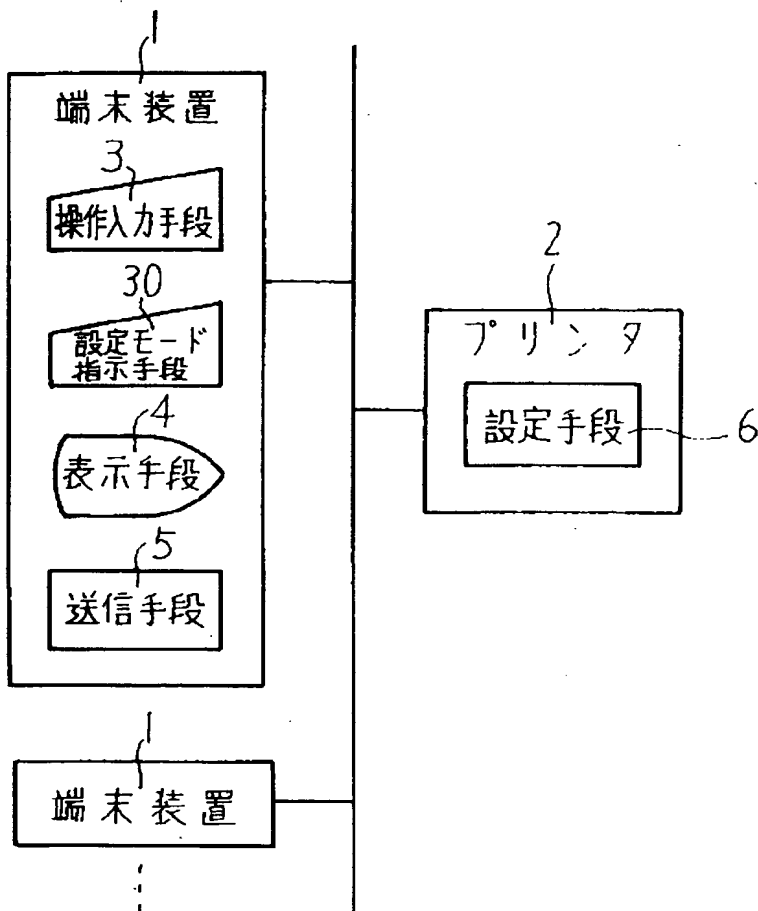 1
端末装置
3
操作入力手段
30
設定モード
指示手段
4
表示手段
5
送信手段
2
プリンタ
設定手段
6
1
端末装置